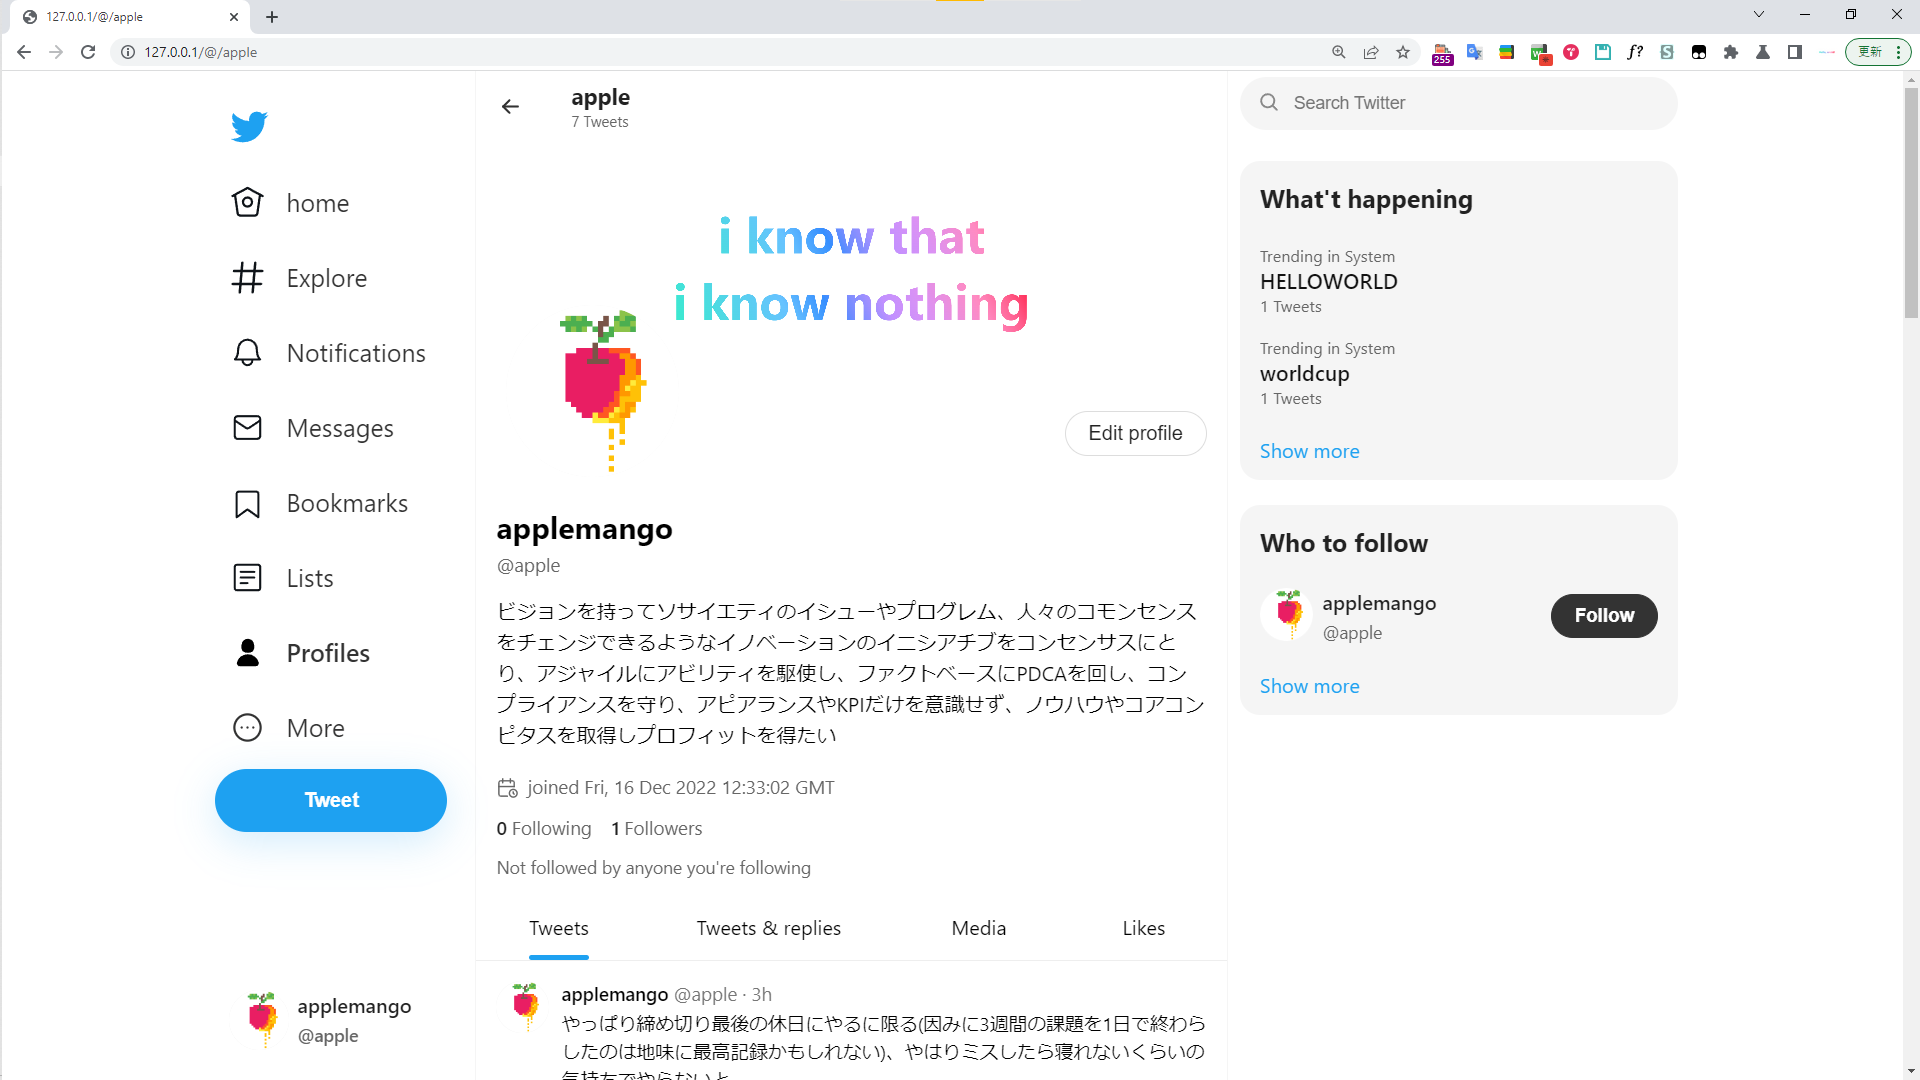 127.0.0.1/@/apple
127.0.0.1/@/apple
255
更新
home
Explore
Notifications
Messages
Bookmarks
Lists
Profiles
More
Tweet
applemango
@apple
apple
7 Tweets
i know that
i know nothing
Edit profile
applemango
@apple
ビジョンを持ってソサイエティのイシューやプログレム、人々のコモンセンス
をチェンジできるようなイノベーションのイニシアチブをコンセンサスにと
り、アジャイルにアビリティを駆使し、ファクトベースにPDCAを回し、コン
プライアンスを守り、アピアランスやKPIだけを意識せず、ノウハウやコアコン
ピタスを取得しプロフィットを得たい
joined Fri, 16 Dec 2022 12:33:02 GMT
0 Following 1 Followers
Not followed by anyone you're following
Tweets Tweets & replies Media Likes
applemango @apple · 3h
やっぱり締め切り最後の休日にやるに限る(因みに3週間の課題を1日で終わら
したのは地味に最高記録かもしれない)、やはりミスしたら寝れないくらいの
気持ちでやらないと
Search Twitter
What't happening
Trending in System
HELLOWORLD
1 Tweets
Trending in System
worldcup
1 Tweets
Show more
Who to follow
applemango
@apple
Follow
Show more